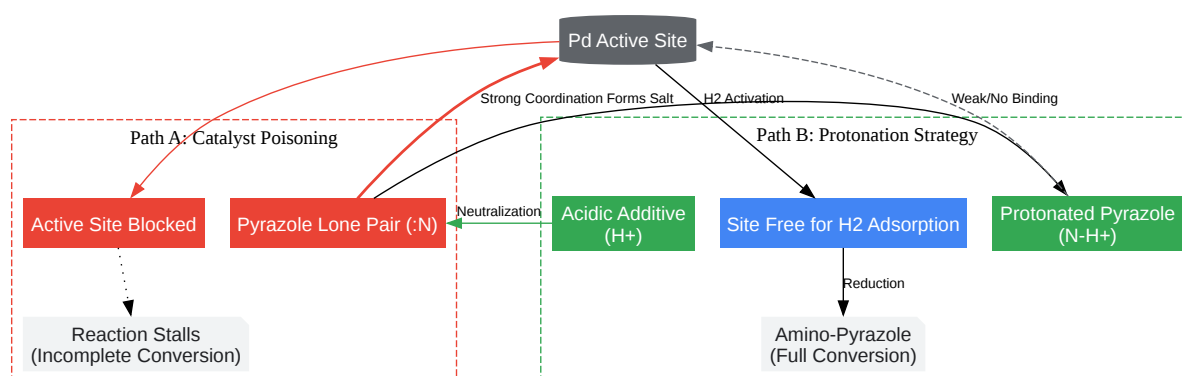 Pd Active Site
Strong Coordination
Forms Salt
H2 Activation
Weak/No Binding
Path A: Catalyst Poisoning
Path B: Protonation Strategy
Active Site Blocked
Pyrazole Lone Pair (:N)
Neutralization
Acidic Additive
(H+)
Site Free for H2 Adsorption
Protonated Pyrazole
(N-H+)
Reduction
Reaction Stalls
(Incomplete Conversion)
Amino-Pyrazole
(Full Conversion)